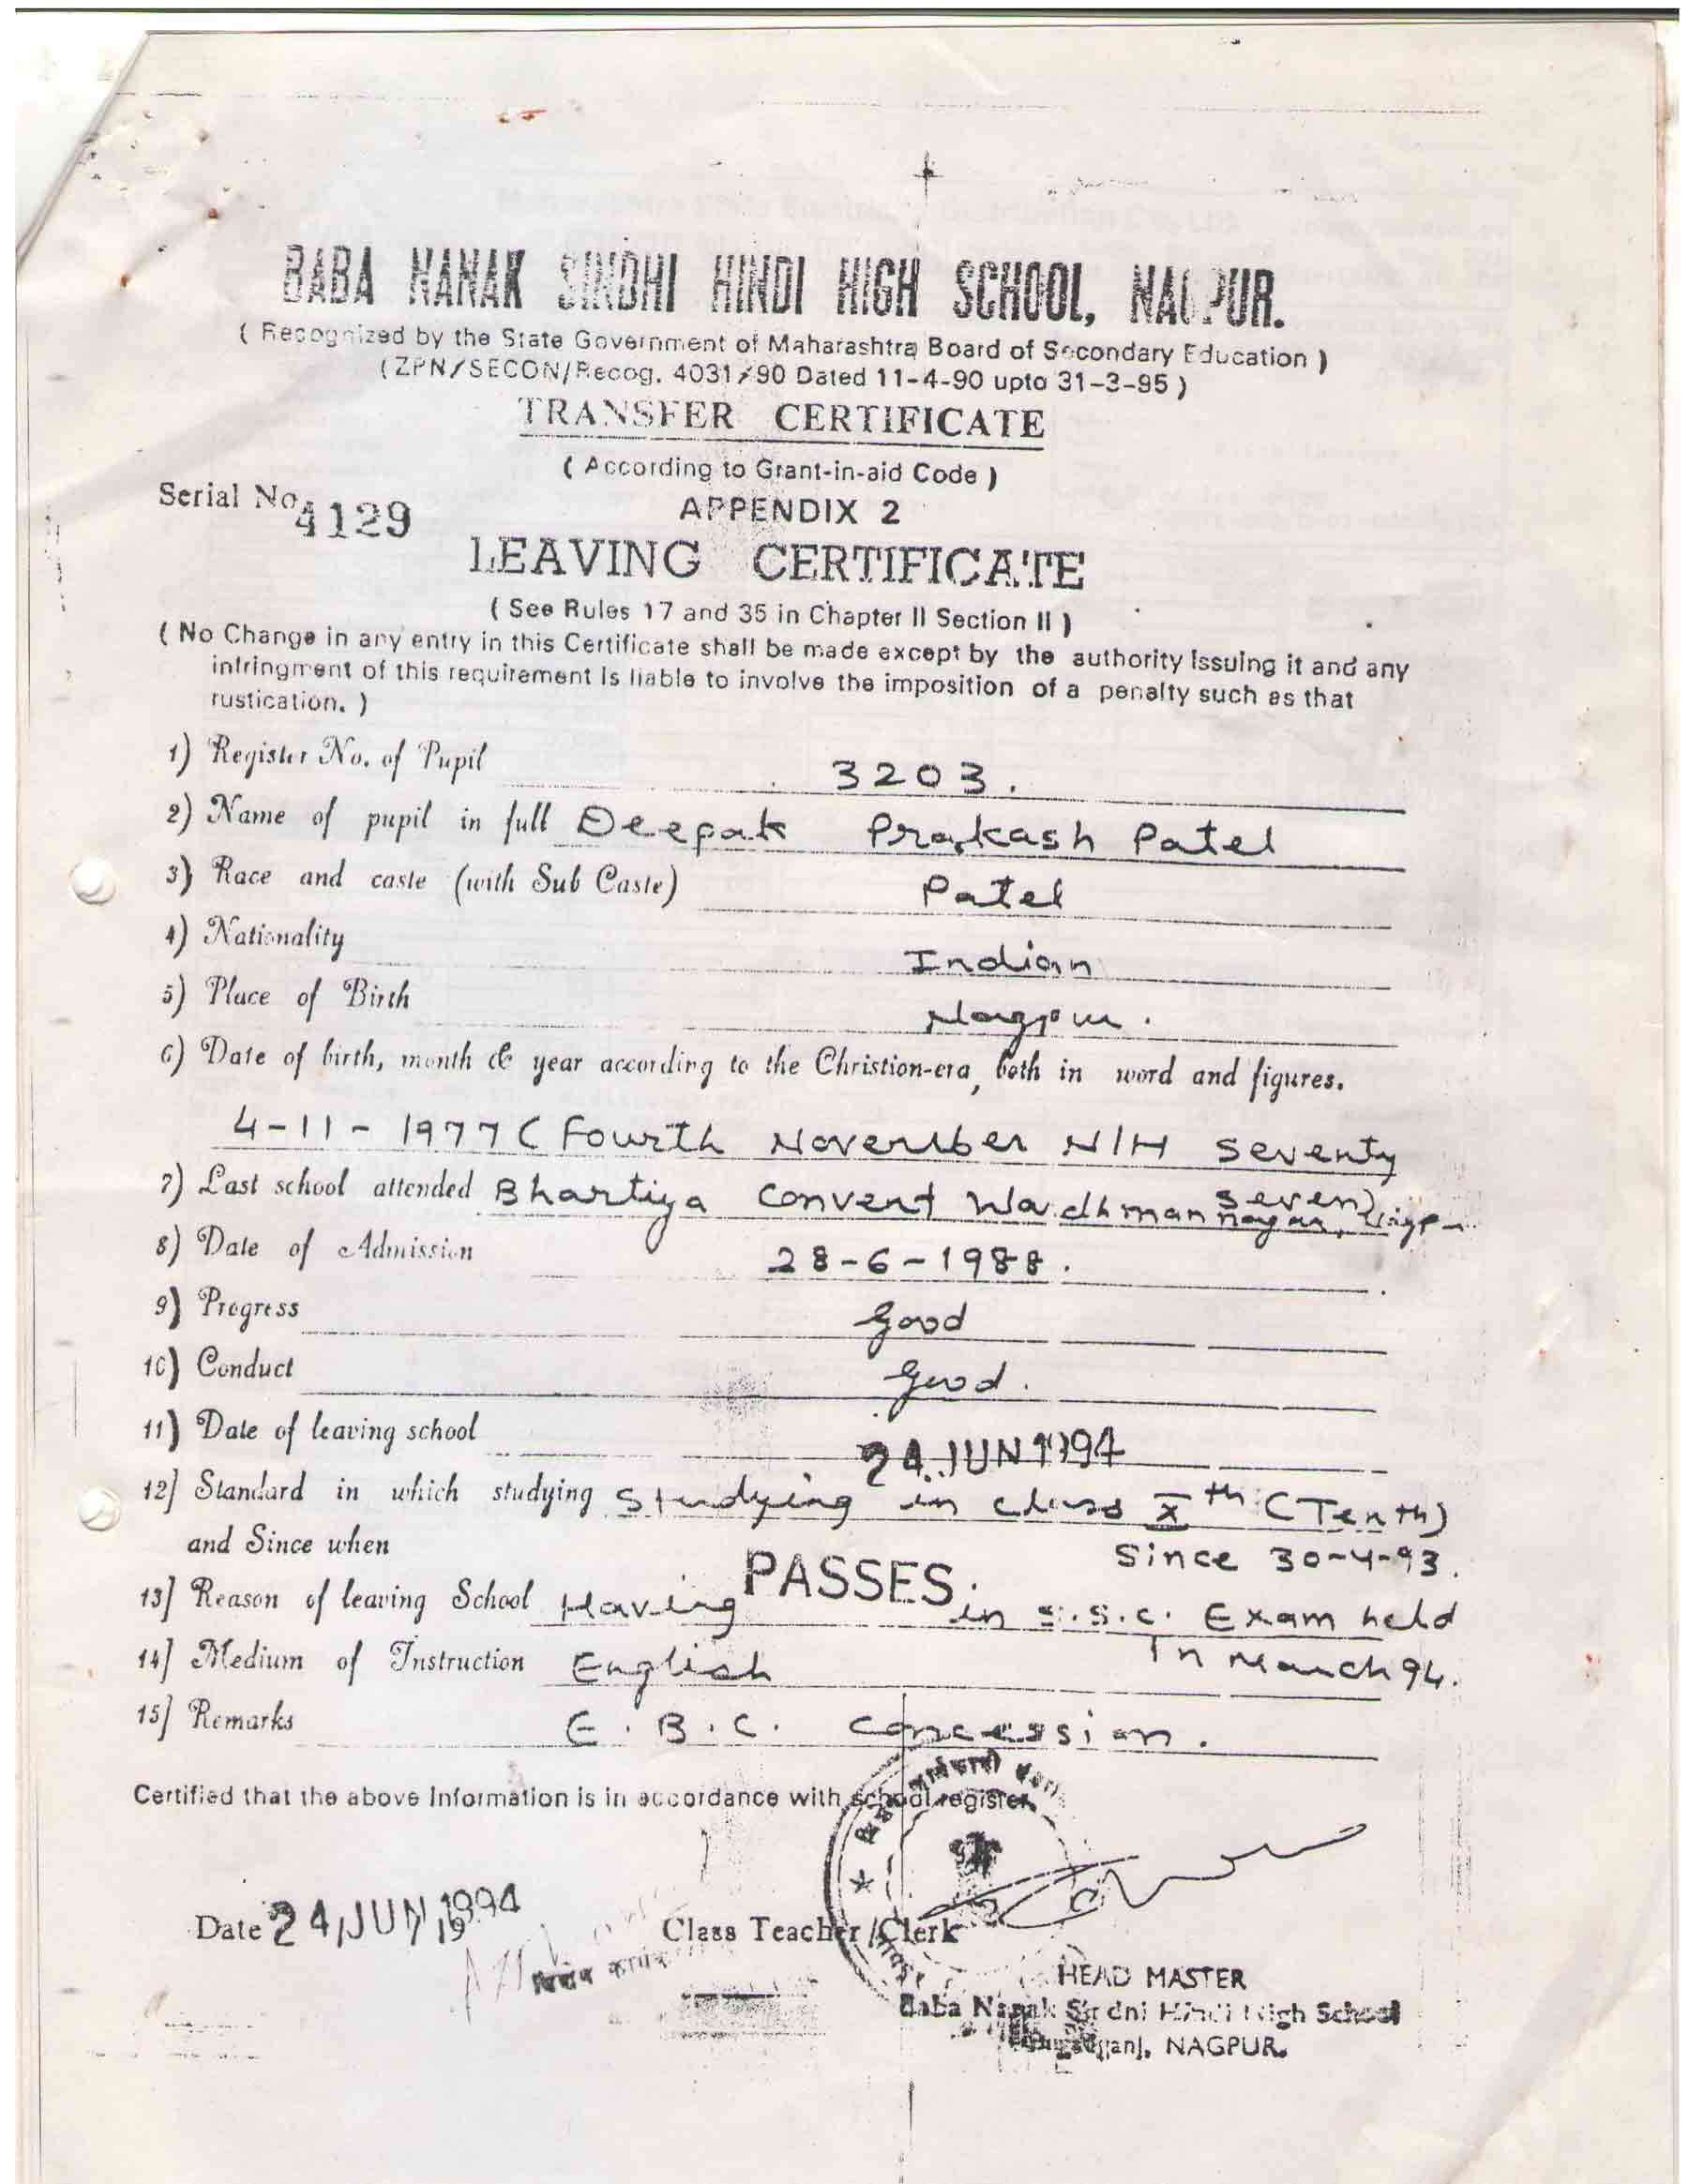 BABA NANAK SINDHI HINDI HIGH SCHOOL, NAGPUR.
( Recognized by the State Government of Maharashtra Board of Secondary Education )
(ZPN/SECON/Recog. 4031/90 Dated 11-4-90 upto 31-3-95 )
TRANSFER CERTIFICATE
( According to Grant-in-aid Code )
Serial No. 4129
APPENDIX 2
LEAVING CERTIFICATE
( See Rules 17 and 35 in Chapter II Section II )
( No Change in any entry in this Certificate shall be made except by the authority issuing it and any
infringment of this requirement is liable to involve the imposition of a penalty such as that
rustication. )
1) Register No. of Pupil 3203.
2) Name of pupil in full Deepak Prakash Patel
3) Race and caste (with Sub Caste) Patel
4) Nationality Indian
5) Place of Birth Nagpur.
6) Date of birth, month & year according to the Christion-era, both in word and figures.
4-11-1977 ( Fourth November N/H Seventy
Seven)
7) Last school attended Bhartiya Convent Wardhman nagar,
8) Date of Admission 28-6-1988.
9) Progress Good
10) Conduct Good.
11) Date of leaving school 24 JUN 1994
12] Standard in which studying Studying in class Xth (Tenth)
and Since when Since 30-4-93.
13] Reason of leaving School Having PASSES. in S.S.C. Exam held
In March 94.
14] Medium of Instruction English
15] Remarks E.B.C. concession.
Certified that the above Information is in accordance with school register.
Date 24 JUN 1994 19
Class Teacher/Clerk
HEAD MASTER
Baba Nanak Sindhi Hindi High School
NAGPUR.